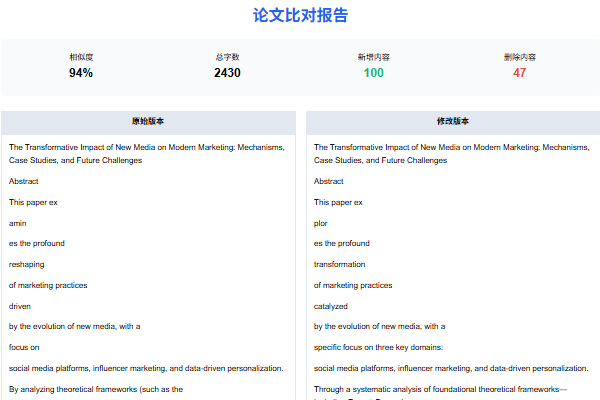 论文比对报告
相似度
94%
总字数
2430
新增内容
100
删除内容
47
原始版本
The Transformative Impact of New Media on Modern Marketing: Mechanisms,
Case Studies, and Future Challenges
Abstract
This paper ex
amin
es the profound
reshaping
of marketing practices
driven
by the evolution of new media, with a
focus on
social media platforms, influencer marketing, and data-driven personalization.
By analyzing theoretical frameworks (such as the
修改版本
The Transformative Impact of New Media on Modern Marketing: Mechanisms,
Case Studies, and Future Challenges
Abstract
This paper ex
plor
es the profound
transformation
of marketing practices
catalyzed
by the evolution of new media, with a
specific focus on three key domains:
social media platforms, influencer marketing, and data-driven personalization.
Through a systematic analysis of foundational theoretical frameworks—